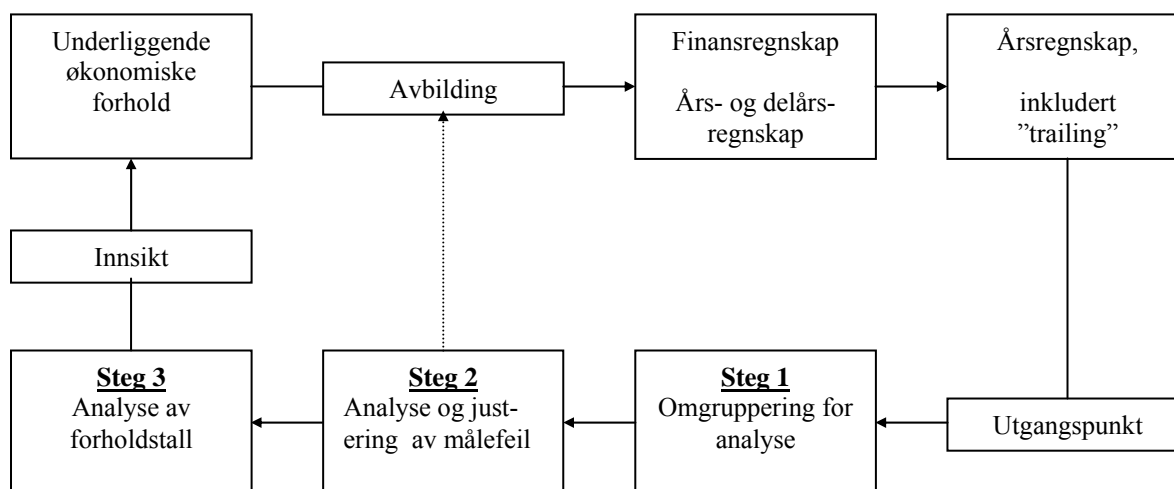 Underliggende
økonomiske
forhold
Avbilding
Finansregnskap
Års- og delårs-
regnskap
Årsregnskap,
inkludert
”trailing”
Innsikt
Steg 3
Analyse av
forholdstall
Steg 2
Analyse og just-
ering av målefeil
Steg 1
Omgruppering for
analyse
Utgangspunkt